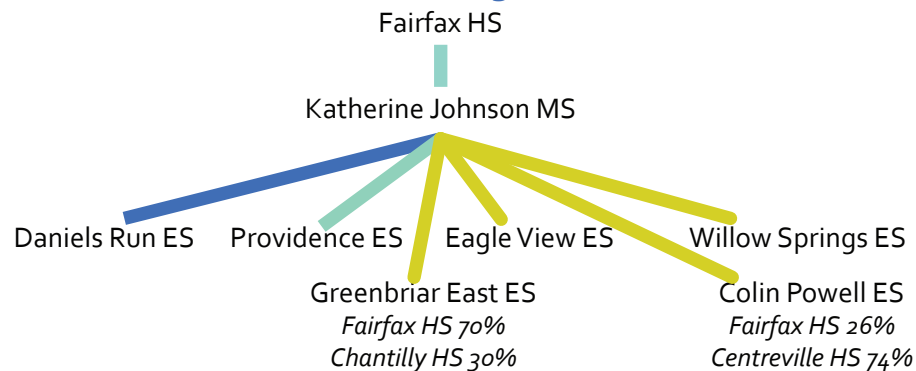 Fairfax HS
Katherine Johnson MS
Daniels Run ES
Providence ES
Eagle View ES
Willow Springs ES
Greenbriar East ES
Fairfax HS 70%
Chantilly HS 30%
Colin Powell ES
Fairfax HS 26%
Centreville HS 74%